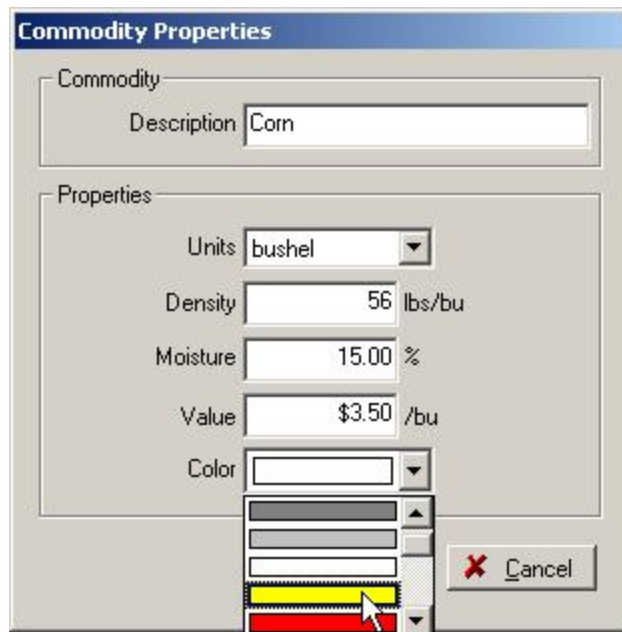 Commodity Properties
Commodity
Description Corn
Properties
Units bushel
Density 56 lbs/bu
Moisture 15.00 %
Value $3.50 /bu
Color
Cancel